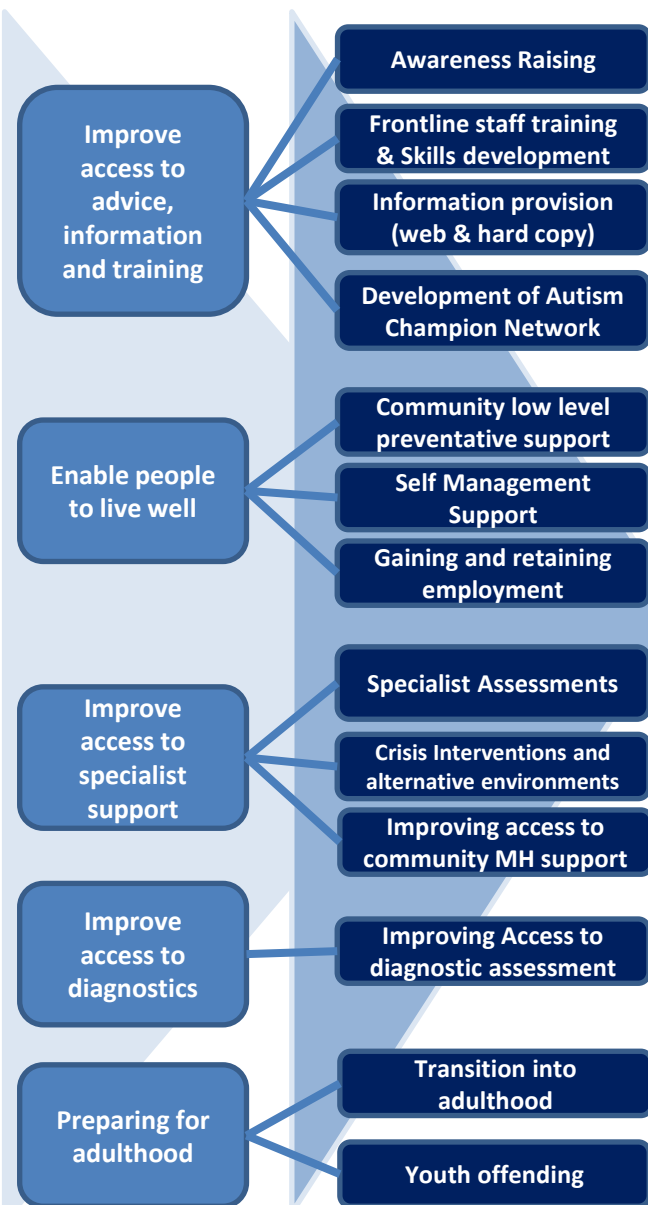 Improve
access to
advice,
information
and training
Awareness Raising
Frontline staff training
& Skills development
Information provision
(web & hard copy)
Development of Autism
Champion Network
Enable people
to live well
Community low level
preventative support
Self Management
Support
Gaining and retaining
employment
Improve
access to
specialist
support
Specialist Assessments
Crisis Interventions and
alternative environments
Improving access to
community MH support
Improve
access to
diagnostics
Improving Access to
diagnostic assessment
Preparing for
adulthood
Transition into
adulthood
Youth offending